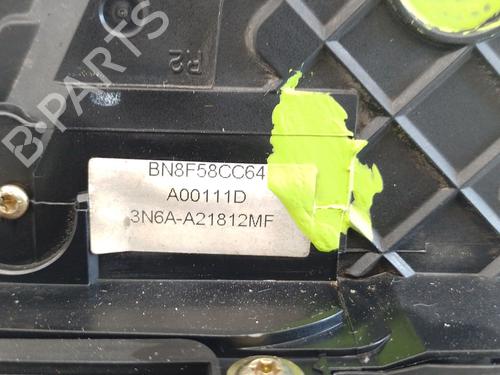 B-PARTS
R2
BN8F58CC64
A00111D
3N6A-A21812MF